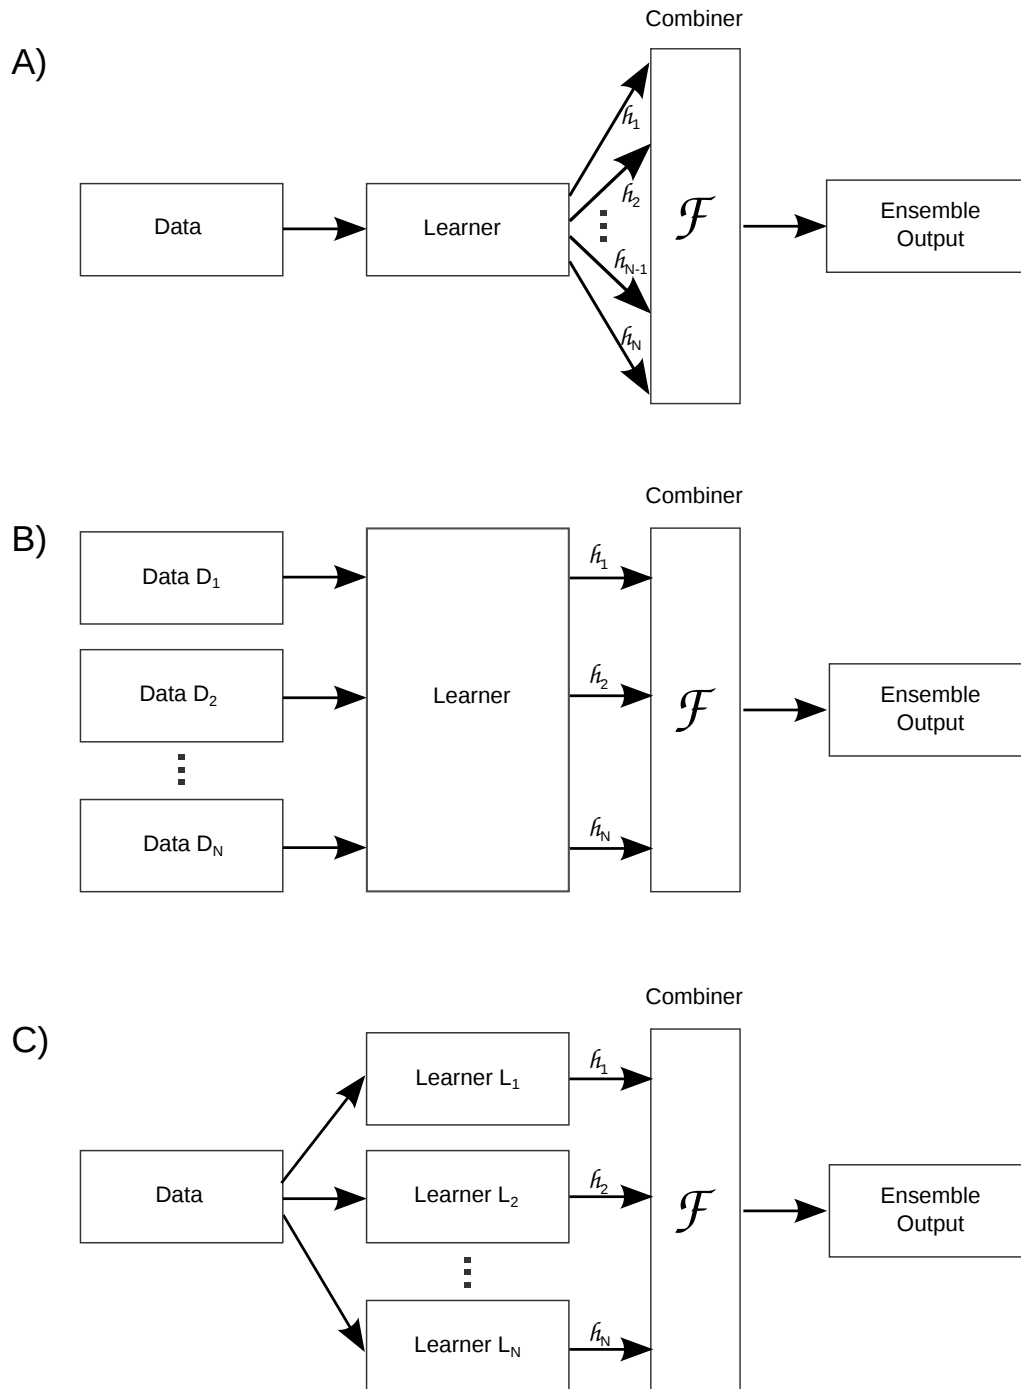 Combiner
A)
h1
Data
Learner
h2
ℱ
Ensemble
Output
hN-1
hN
Combiner
B)
Data D1
h1
Data D2
Learner
h2
ℱ
Ensemble
Output
Data DN
hN
Combiner
C)
Learner L1
h1
Data
Learner L2
h2
ℱ
Ensemble
Output
Learner LN
hN